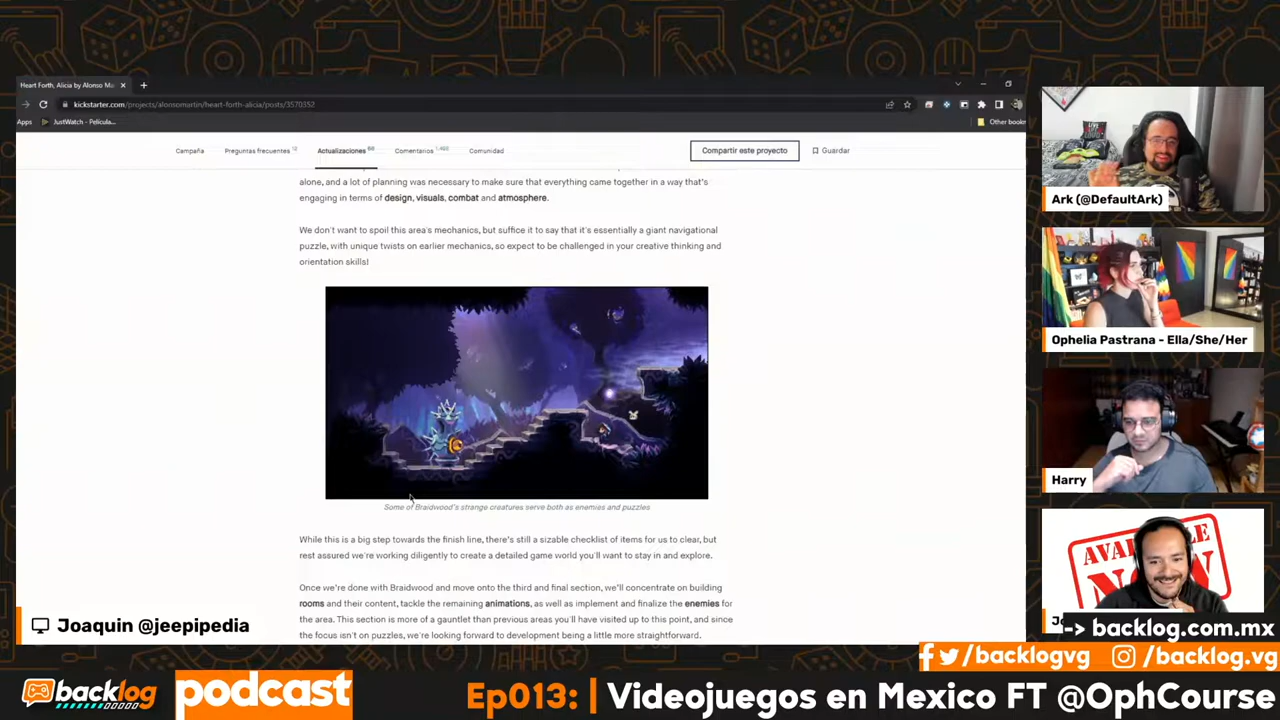 Heart Forth, Alicia by Alonso Ma
kickstarter.com/projects/alonsomartin/heart-forth-alicia/posts/3570352
Apps
JustWatch - Pelicula...
Other book
Campaña
Preguntas frecuentes 12
Actualizaciones
Comentarios
Comunidad
Compartir este proyecto
Guardar
alone, and a lot of planning was necessary to make sure that everything came together in a way that's
engaging in terms of design, visuals, combat and atmosphere.
We don't want to spoil this area's mechanics, but suffice it to say that it's essentially a giant navigational
puzzle, with unique twists on earlier mechanics, so expect to be challenged in your creative thinking and
orientation skills!
Some of Braidwood's strange creatures serve both as enemies and puzzles
While this is a big step towards the finish line, there's still a sizable checklist of items for us to clear, but
rest assured we're working diligently to create a detailed game world you'll want to stay in and explore.
Once we're done with Braidwood and move onto the third and final section, we'll concentrate on building
rooms and their content, tackle the remaining animations, as well as implement and finalize the enemies for
the area. This section is more of a gauntlet than previous areas you'll have visited up to this point, and since
the focus isn't on puzzles, we're looking forward to development being a little more straightforward.
Ark (@DefaultArk)
Ophelia Pastrana - Ella/She/Her
Harry
Joaquin @jeepipedia
-> backlog.com.mx
/backlogvg
/backlog.vg
backlog
podcast
Ep013: | Videojuegos en Mexico FT @OphCourse